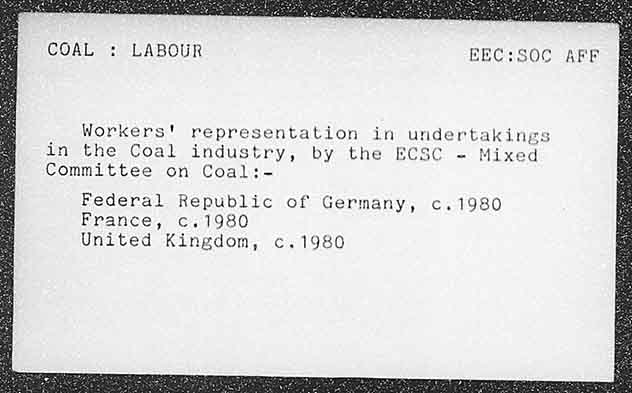 COAL : LABOUR
EEC:SOC AFF
Workers' representation in undertakings
in the Coal industry, by the ECSC - Mixed
Committee on Coal:-
Federal Republic of Germany, c.1980
France, c.1980
United Kingdom, c.1980